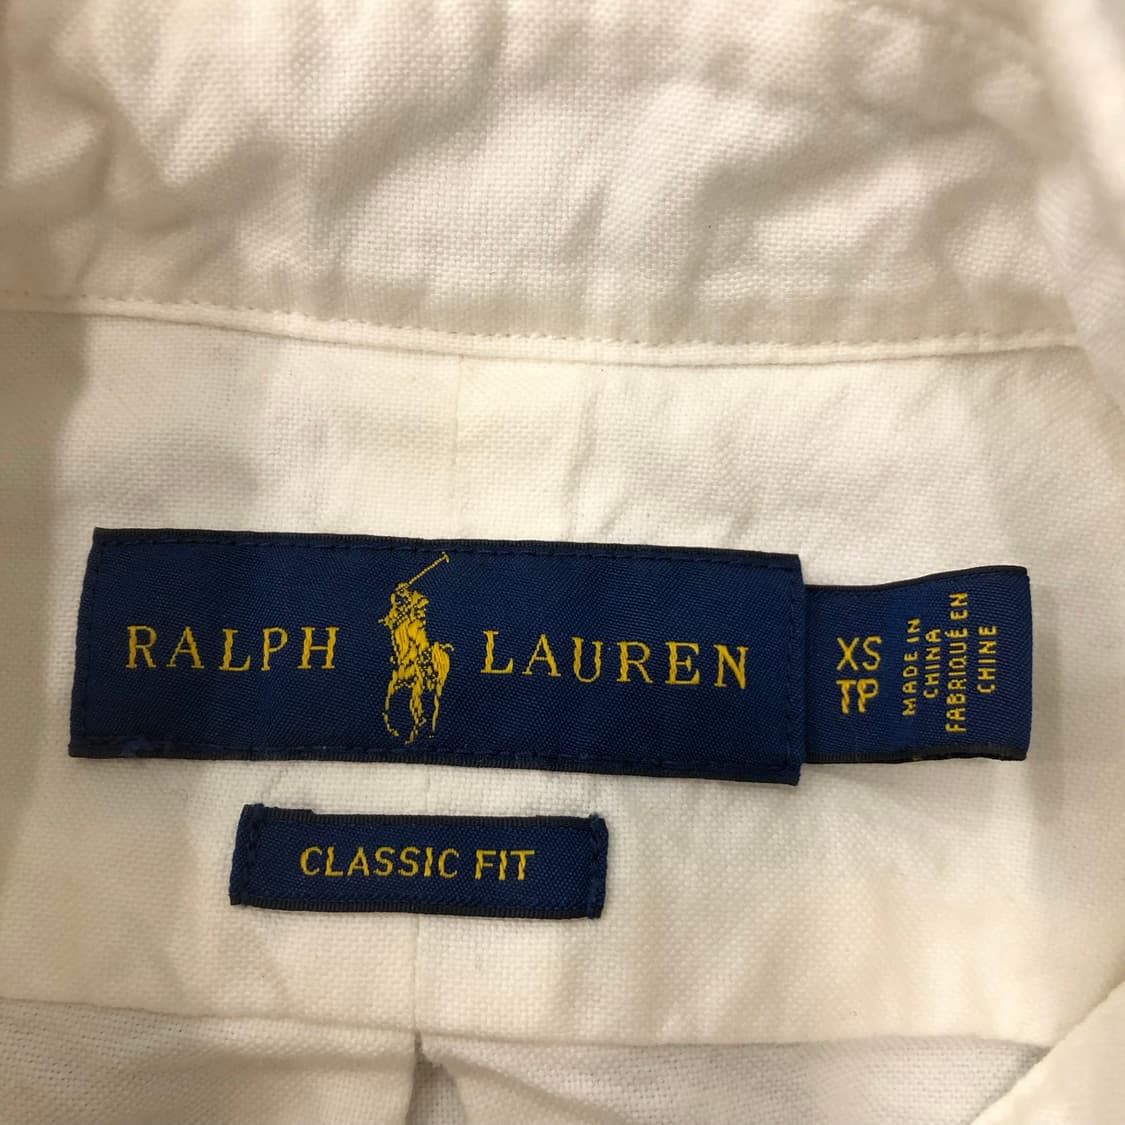 RALPH LAUREN
XS
TP
MADE IN
CHINA
FABRIQUÉ EN
CHINE
CLASSIC FIT